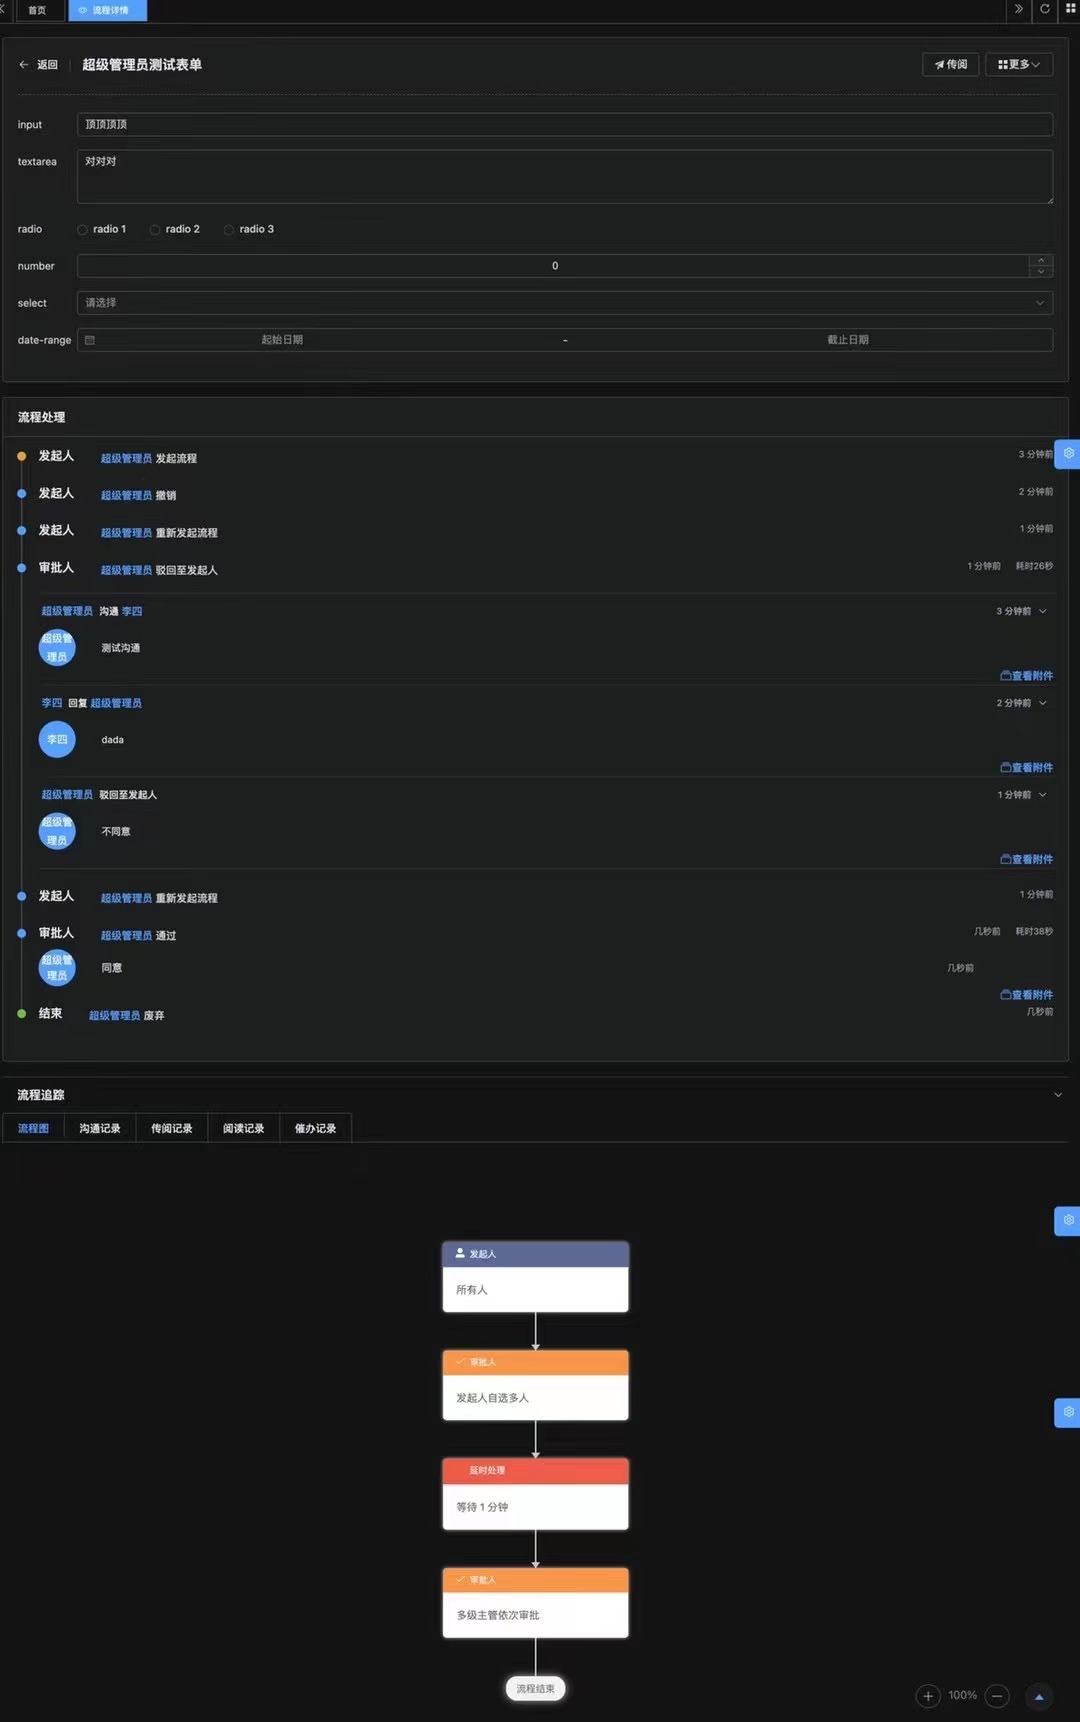 首页 流程详情
返回 超级管理员测试表单 传阅 更多
input 顶顶顶顶
textarea 对对对
radio radio 1 radio 2 radio 3
number 0
select 请选择
date-range 起始日期 - 截止日期
流程处理
发起人 超级管理员 发起流程 3 分钟前
发起人 超级管理员 撤销 2 分钟前
发起人 超级管理员 重新发起流程 1 分钟前
审批人 超级管理员 驳回至发起人 1 分钟前 耗时26秒
超级管理员 沟通 李四 3 分钟前
超级管
理员 测试沟通
查看附件
李四 回复 超级管理员 2 分钟前
李四 dada
查看附件
超级管理员 驳回至发起人 1 分钟前
超级管
理员 不同意
查看附件
发起人 超级管理员 重新发起流程 1 分钟前
审批人 超级管理员 通过 几秒前 耗时38秒
超级管
理员 同意 几秒前
查看附件
结束 超级管理员 废弃 几秒前
流程追踪
流程图 沟通记录 传阅记录 阅读记录 催办记录
发起人
所有人
审批人
发起人自选多人
延时处理
等待 1 分钟
审批人
多级主管依次审批
流程结束
100%